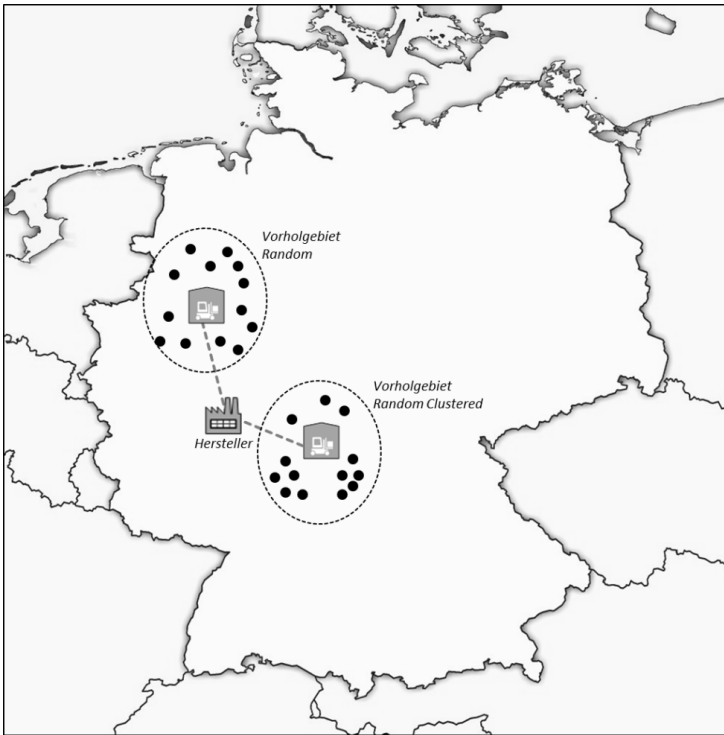 Vorholgebiet
Random
Vorholgebiet
Random Clustered
Hersteller